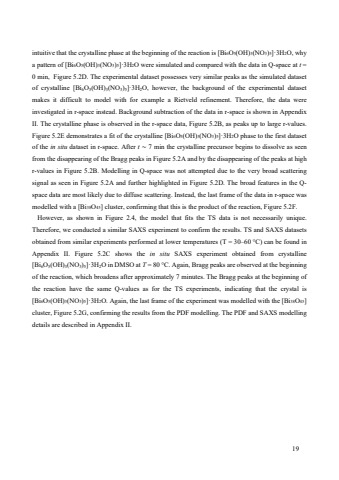 intuitive that the crystalline phase at the beginning of the reaction is [Bi₆O₅(OH)₃(NO₃)₅]·3H₂O, why
a pattern of [Bi₆O₅(OH)₃(NO₃)₅]·3H₂O were simulated and compared with the data in Q-space at t =
0 min, Figure 5.2D. The experimental dataset possesses very similar peaks as the simulated dataset
of crystalline [Bi₆O₅(OH)₃(NO₃)₅]·3H₂O, however, the background of the experimental dataset
makes it difficult to model with for example a Rietveld refinement. Therefore, the data were
investigated in r-space instead. Background subtraction of the data in r-space is shown in Appendix
II. The crystalline phase is observed in the r-space data, Figure 5.2B, as peaks up to large r-values.
Figure 5.2E demonstrates a fit of the crystalline [Bi₆O₅(OH)₃(NO₃)₅]·3H₂O phase to the first dataset
of the in situ dataset in r-space. After t ~ 7 min the crystalline precursor begins to dissolve as seen
from the disappearing of the Bragg peaks in Figure 5.2A and by the disappearing of the peaks at high
r-values in Figure 5.2B. Modelling in Q-space was not attempted due to the very broad scattering
signal as seen in Figure 5.2A and further highlighted in Figure 5.2D. The broad features in the Q-
space data are most likely due to diffuse scattering. Instead, the last frame of the data in r-space was
modelled with a [Bi₃₈O₄₅] cluster, confirming that this is the product of the reaction, Figure 5.2F.
However, as shown in Figure 2.4, the model that fits the TS data is not necessarily unique.
Therefore, we conducted a similar SAXS experiment to confirm the results. TS and SAXS datasets
obtained from similar experiments performed at lower temperatures (T = 30–60 °C) can be found in
Appendix II. Figure 5.2C shows the in situ SAXS experiment obtained from crystalline
[Bi₆O₅(OH)₃(NO₃)₅]·3H₂O in DMSO at T = 80 °C. Again, Bragg peaks are observed at the beginning
of the reaction, which broadens after approximately 7 minutes. The Bragg peaks at the beginning of
the reaction have the same Q-values as for the TS experiments, indicating that the crystal is
[Bi₆O₅(OH)₃(NO₃)₅]·3H₂O. Again, the last frame of the experiment was modelled with the [Bi₃₈O₄₅]
cluster, Figure 5.2G, confirming the results from the PDF modelling. The PDF and SAXS modelling
details are described in Appendix II.
19